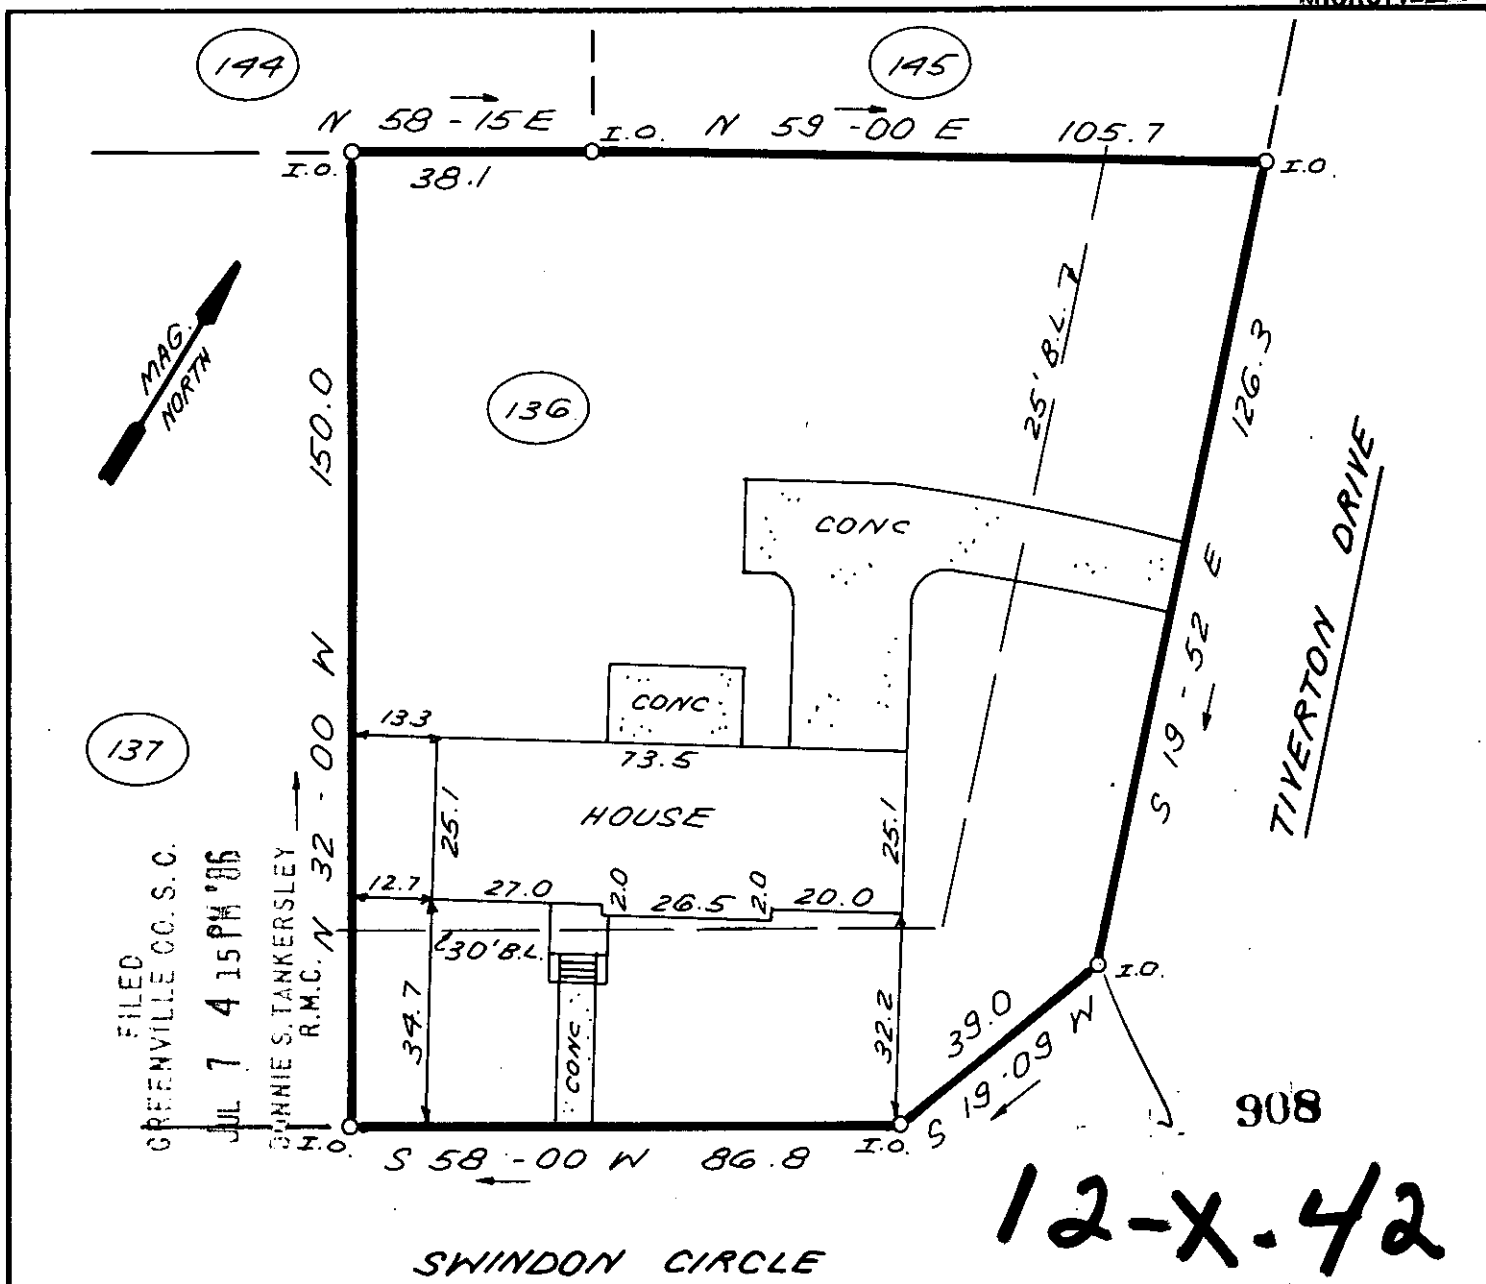 144
145
N 58-15 E
I.O.
N 59-00 E
105.7
I.O.
38.1
I.O.
MAG.
NORTH
150.0
136
25' B.L.
126.3
CONC
TIVERTON DRIVE
S 19-52 E
N 32-00 W
137
13.3
CONC
73.5
HOUSE
25.1
25.1
12.7
27.0
2.0
26.5
2.0
20.0
30' B.L.
34.7
CONC
32.2
I.O.
39.0
S 19-09 W
FILED
GREENVILLE CO. S. C.
JUL 7 4 15 PM '86
DONNIE S. TANKERSLEY
R.M.C.
I.O.
S 58-00 W 86.8
I.O.
908
12-X-42
SWINDON CIRCLE